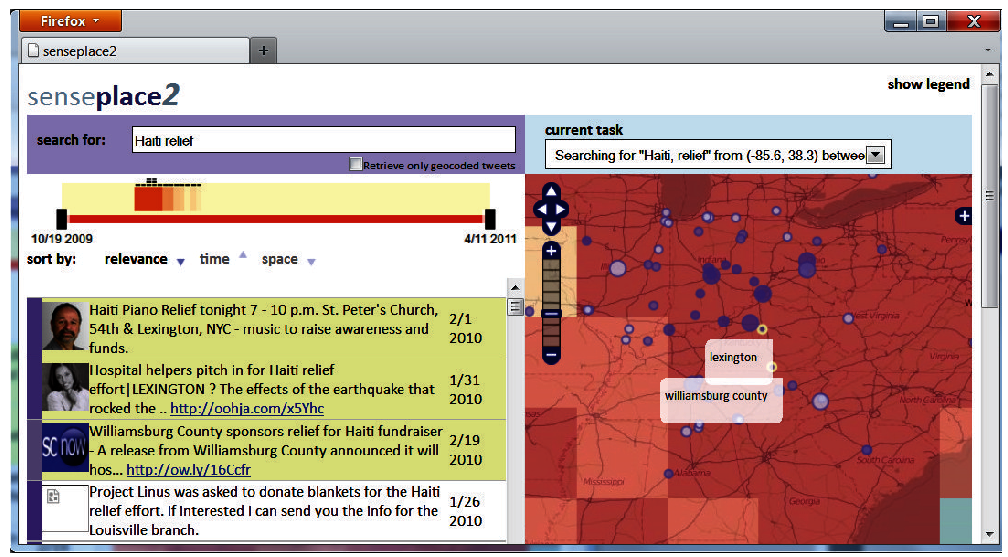 Firefox
senseplace2
+
show legend
senseplace2
search for:
Haiti relief
Retrieve only geocoded tweets
current task
Searching for "Haiti, relief" from (-85.6, 38.3) betwee
10/19 2009
4/11 2011
sort by: relevance time space
Haiti Piano Relief tonight 7 - 10 p.m. St. Peter's Church,
54th & Lexington, NYC - music to raise awareness and
funds.
2/1
2010
Hospital helpers pitch in for Haiti relief
effort|LEXINGTON ? The effects of the earthquake that
rocked the .. http://oohja.com/x5Yhc
1/31
2010
SC now
Williamsburg County sponsors relief for Haiti fundraiser
- A release from Williamsburg County announced it will
hos... http://ow.ly/16Ccfr
2/19
2010
Project Linus was asked to donate blankets for the Haiti
relief effort. If Interested I can send you the Info for the
Louisville branch.
1/26
2010
+
+
−
Indiana
Ohio
West Virginia
Virginia
lexington
williamsburg county
North Carolina
South Carolina
Alabama
Mississippi
Georgia